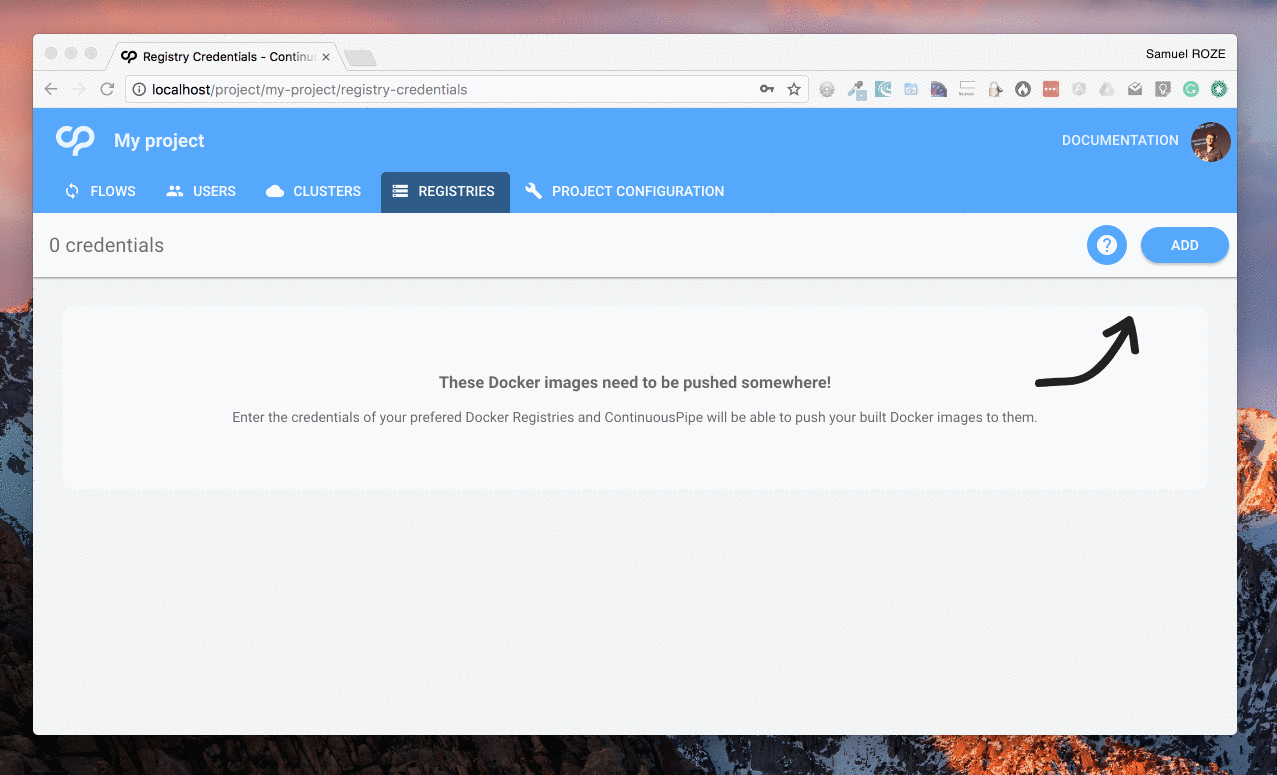 Registry Credentials - Continuo
Samuel ROZE
localhost/project/my-project/registry-credentials
My project
DOCUMENTATION
FLOWS
USERS
CLUSTERS
REGISTRIES
PROJECT CONFIGURATION
0 credentials
?
ADD
These Docker images need to be pushed somewhere!
Enter the credentials of your prefered Docker Registries and ContinuousPipe will be able to push your built Docker images to them.